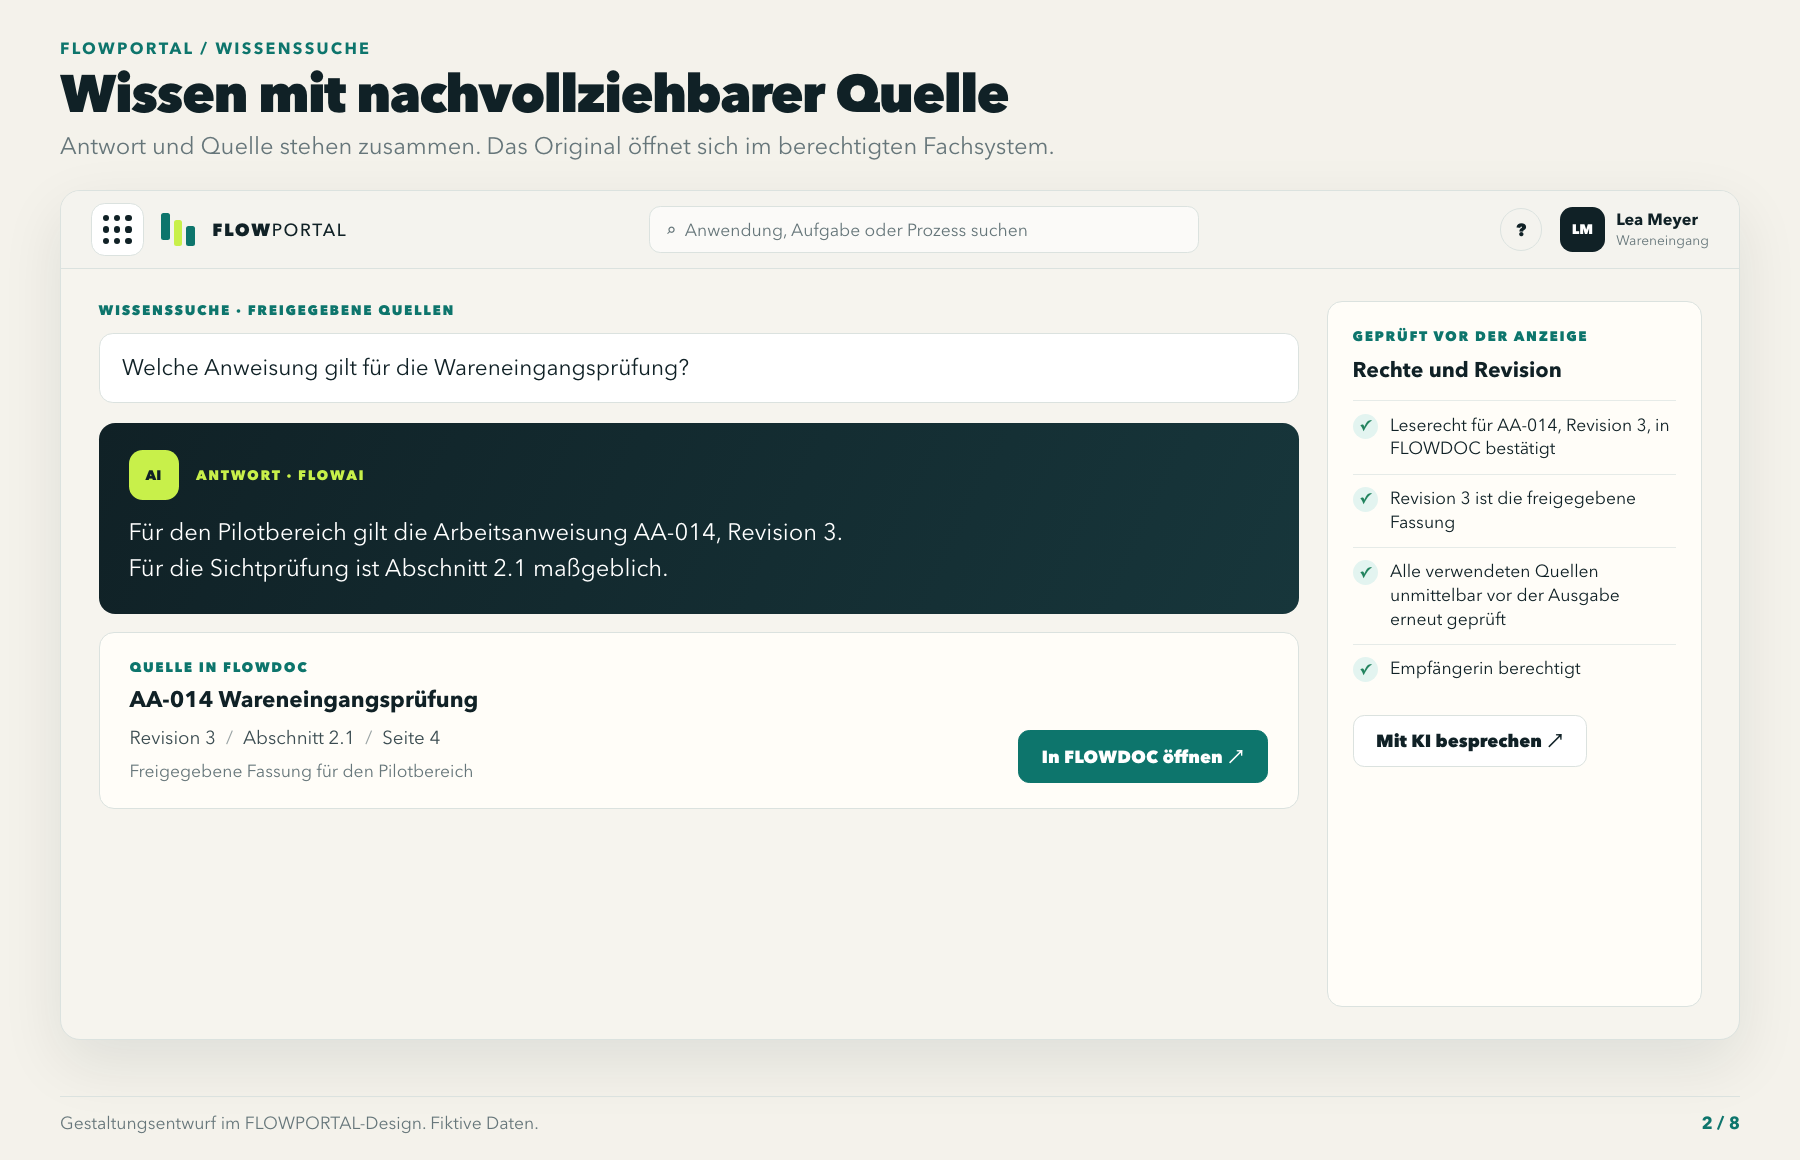 FLOWPORTAL / WISSENSSUCHE
Wissen mit nachvollziehbarer Quelle
Antwort und Quelle stehen zusammen. Das Original öffnet sich im berechtigten Fachsystem.
FLOWPORTAL
Anwendung, Aufgabe oder Prozess suchen
?
LM
Lea Meyer
Wareneingang
WISSENSSUCHE · FREIGEGEBENE QUELLEN
Welche Anweisung gilt für die Wareneingangsprüfung?
AI
ANTWORT · FLOWAI
Für den Pilotbereich gilt die Arbeitsanweisung AA-014, Revision 3.
Für die Sichtprüfung ist Abschnitt 2.1 maßgeblich.
QUELLE IN FLOWDOC
AA-014 Wareneingangsprüfung
Revision 3 / Abschnitt 2.1 / Seite 4
Freigegebene Fassung für den Pilotbereich
In FLOWDOC öffnen ↗
GEPRÜFT VOR DER ANZEIGE
Rechte und Revision
✓ Leserecht für AA-014, Revision 3, in
FLOWDOC bestätigt
✓ Revision 3 ist die freigegebene
Fassung
✓ Alle verwendeten Quellen
unmittelbar vor der Ausgabe
erneut geprüft
✓ Empfängerin berechtigt
Mit KI besprechen ↗
Gestaltungsentwurf im FLOWPORTAL-Design. Fiktive Daten.
2 / 8